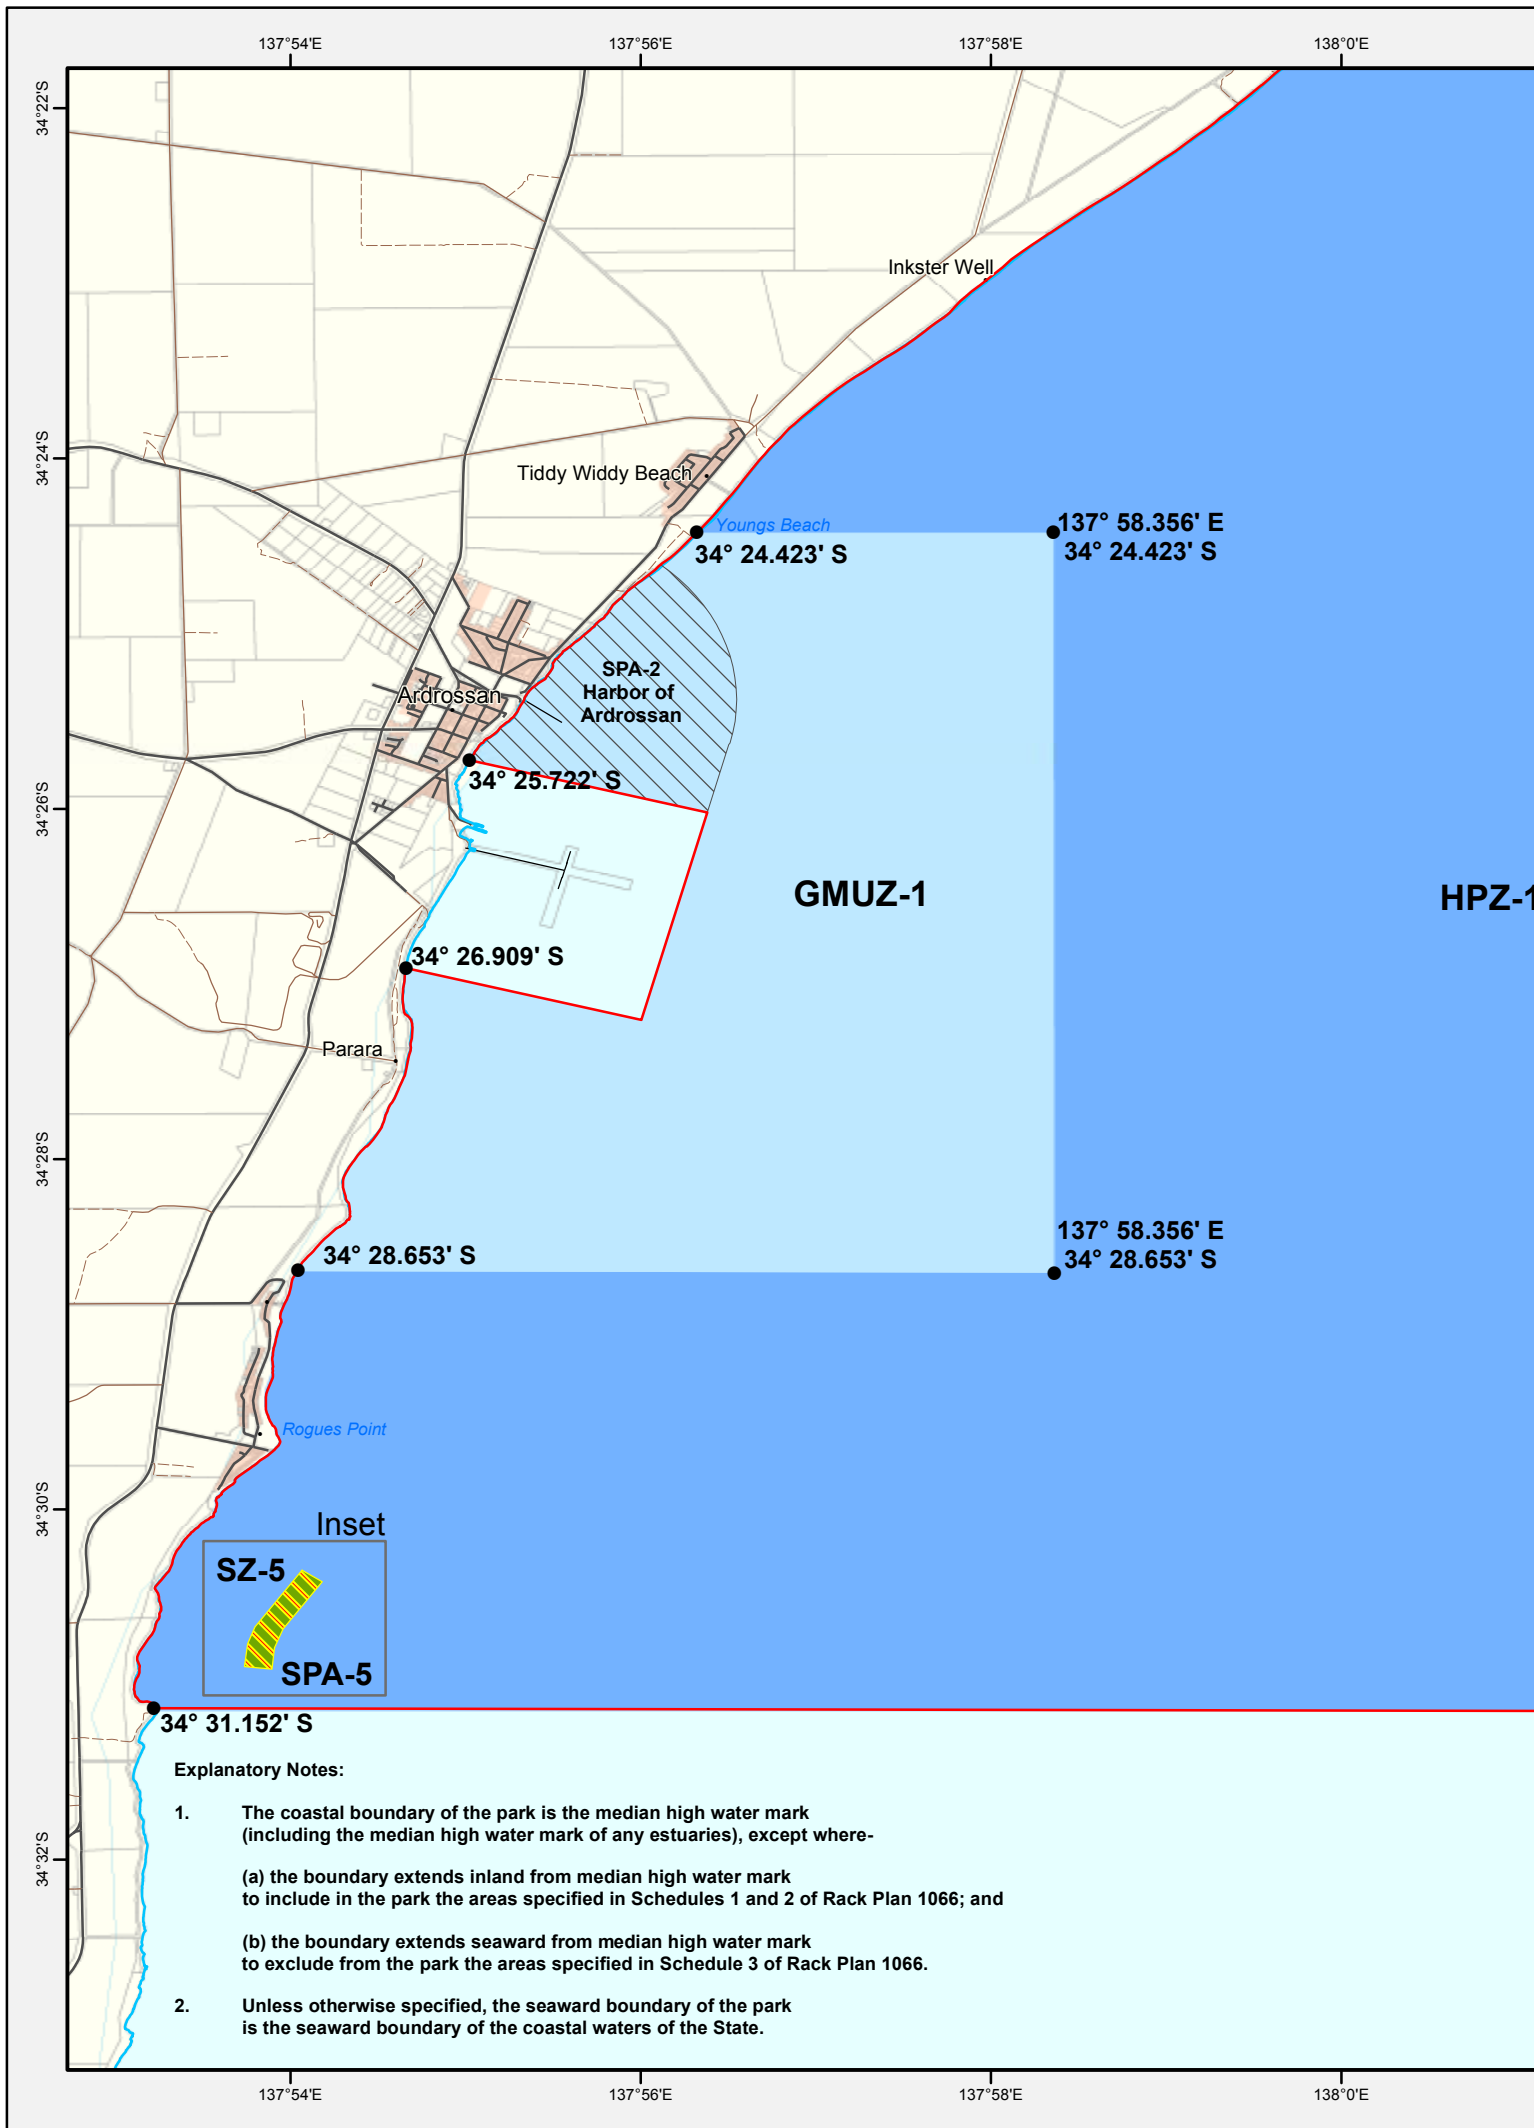 137°54'E
137°56'E
137°58'E
138°0'E
34°22'S
Inkster Well
34°24'S
Tiddy Widdy Beach
Youngs Beach
137° 58.356' E
34° 24.423' S
34° 24.423' S
SPA-2
Harbor of
Ardrossan
Ardrossan
34° 25.722' S
34°26'S
GMUZ-1
HPZ-1
34° 26.909' S
Parara
34°28'S
137° 58.356' E
34° 28.653' S
34° 28.653' S
Rogues Point
34°30'S
Inset
SZ-5
SPA-5
34° 31.152' S
Explanatory Notes:
1. The coastal boundary of the park is the median high water mark
(including the median high water mark of any estuaries), except where-
34°32'S
(a) the boundary extends inland from median high water mark
to include in the park the areas specified in Schedules 1 and 2 of Rack Plan 1066; and
(b) the boundary extends seaward from median high water mark
to exclude from the park the areas specified in Schedule 3 of Rack Plan 1066.
2. Unless otherwise specified, the seaward boundary of the park
is the seaward boundary of the coastal waters of the State.
137°54'E
137°56'E
137°58'E
138°0'E